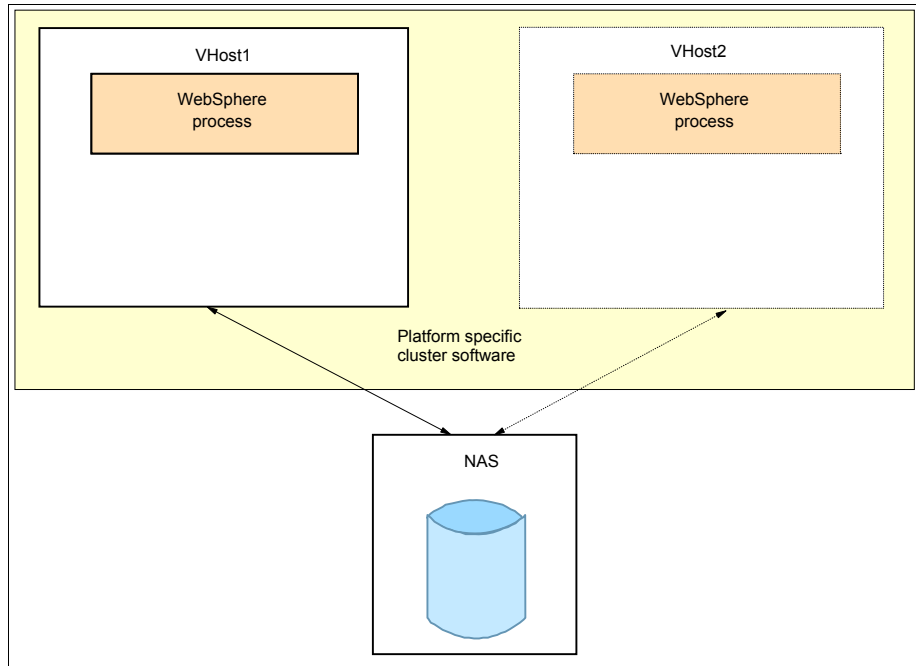 VHost1
WebSphere
process
VHost2
WebSphere
process
Platform specific
cluster software
NAS